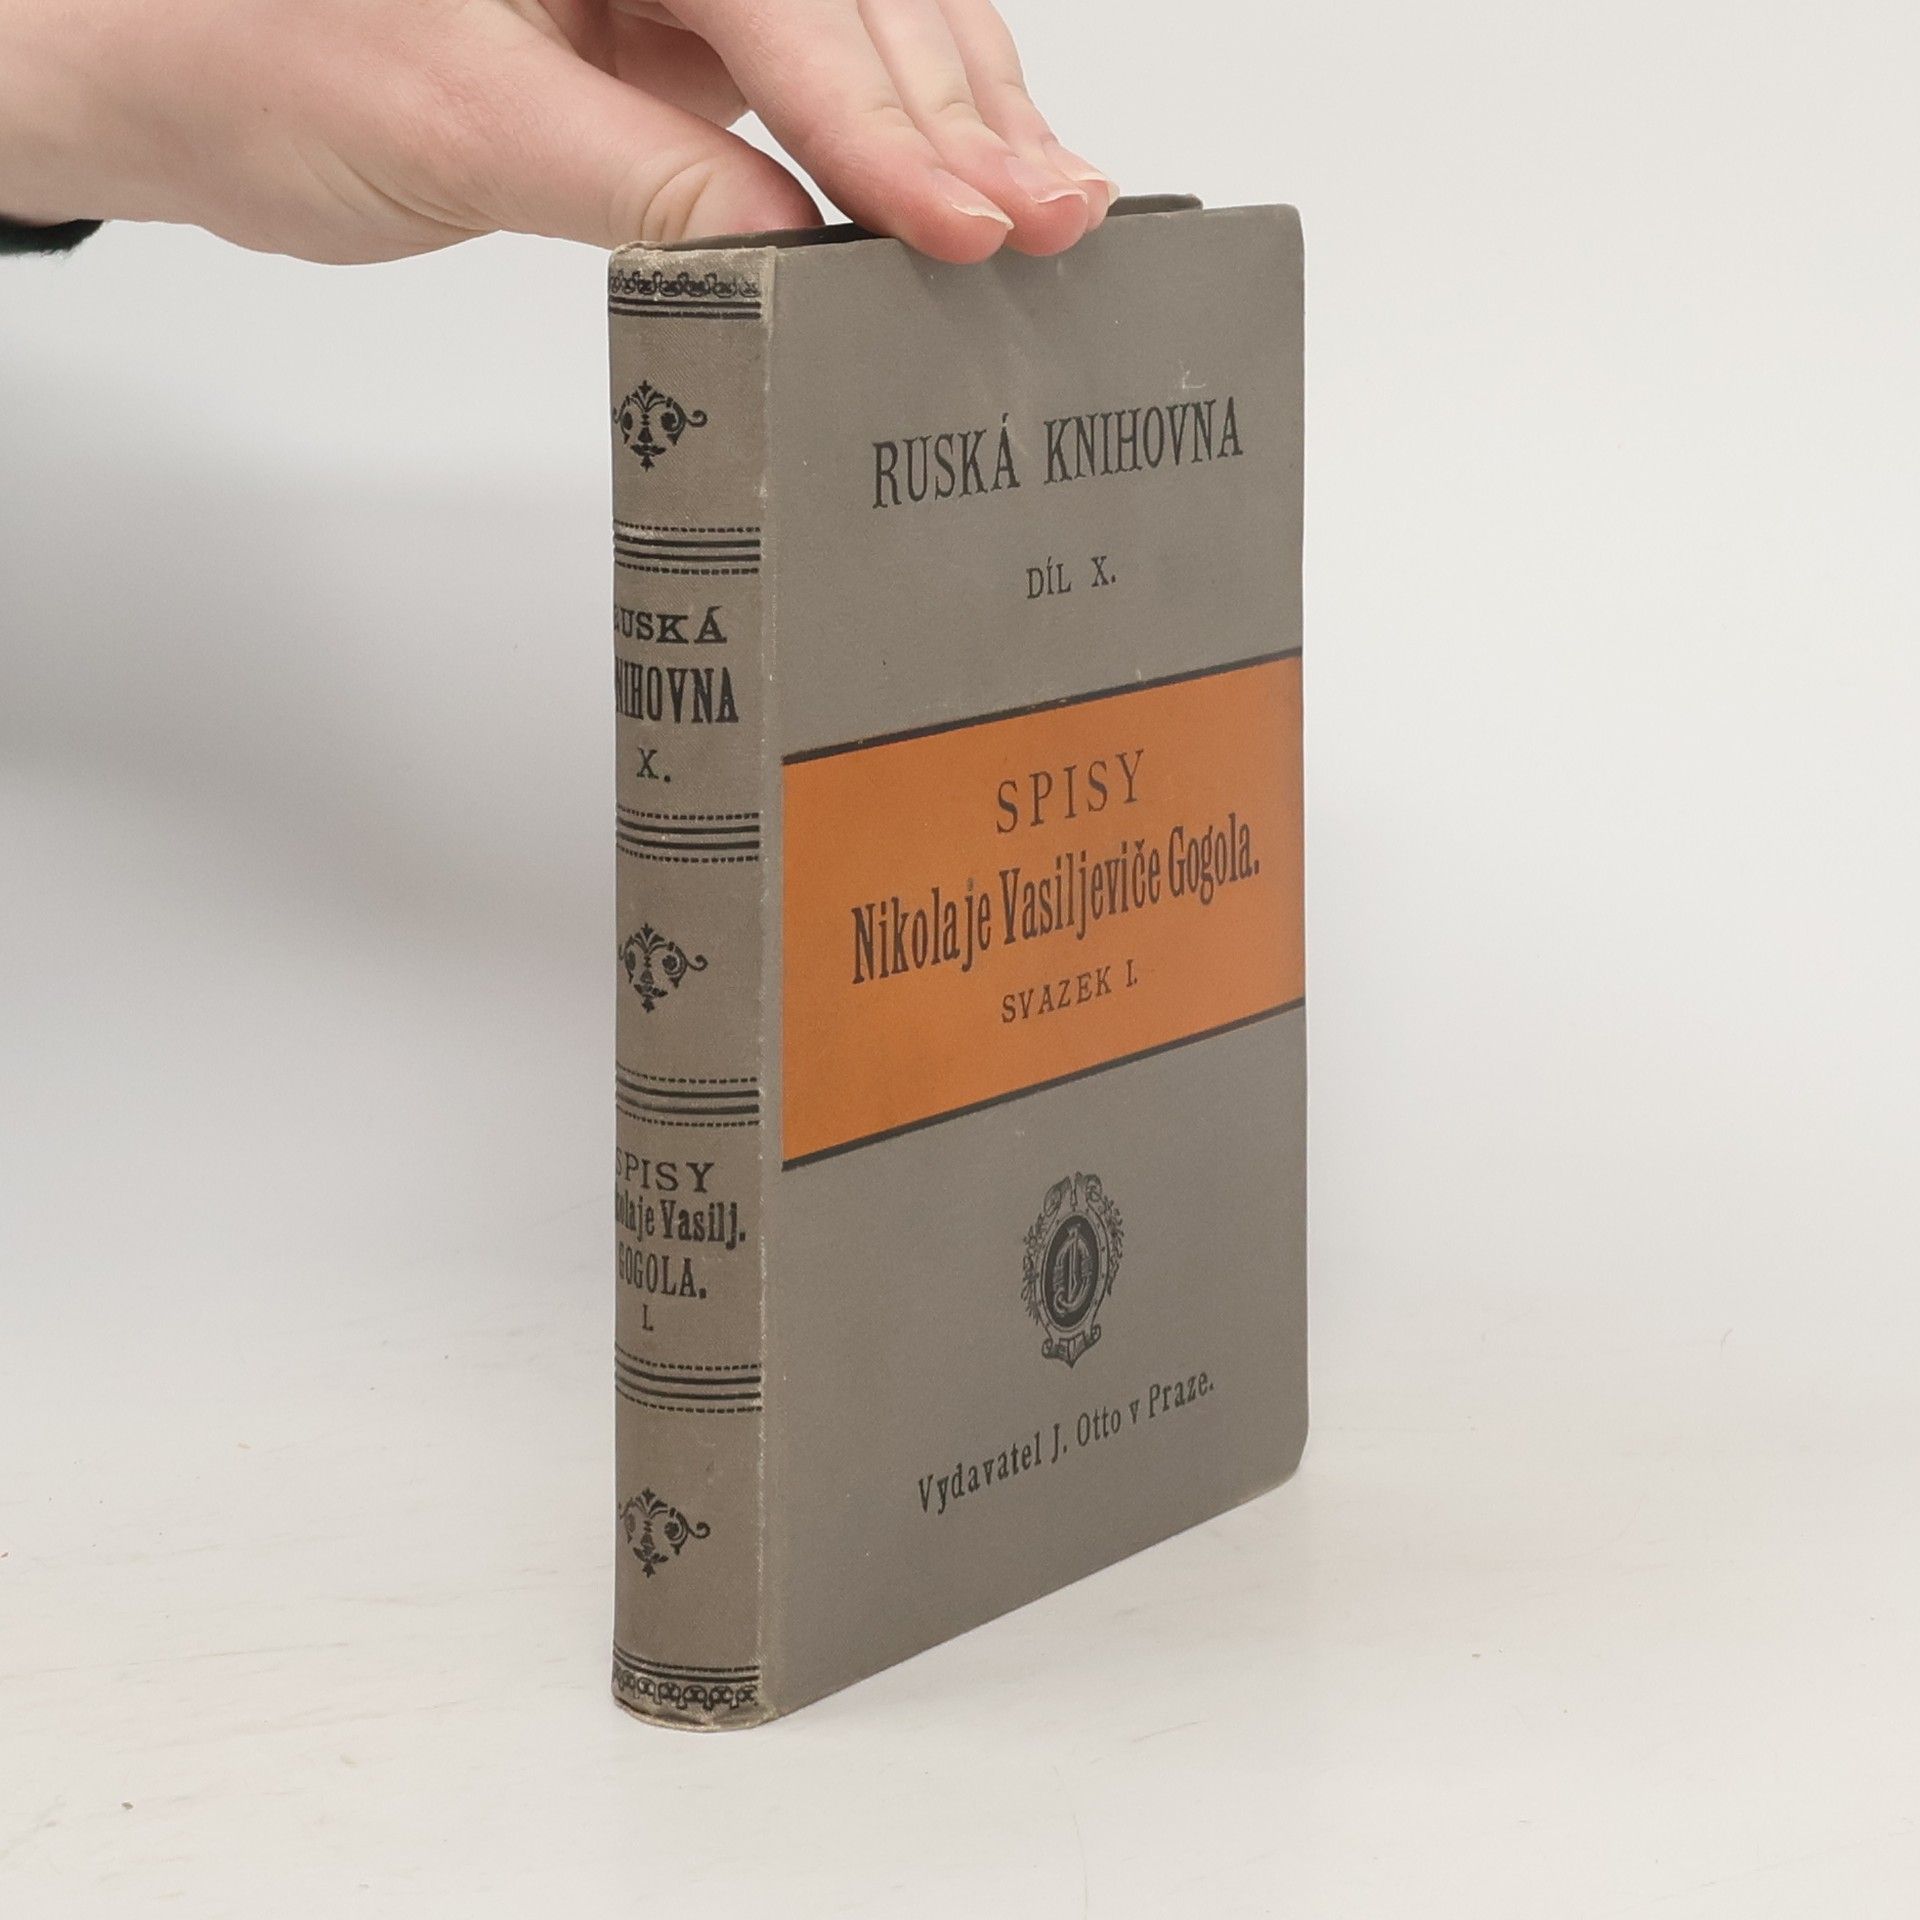 RUSKÁ KNIHOVNA
DÍL X.
SPISY
Nikolaje Vasiljeviče Gogola.
SVAZEK I.
Vydavatel J. Otto v Praze.
RUSKÁ
KNIHOVNA
X.
SPISY
Nikolaje Vasilj.
GOGOLA.
I.